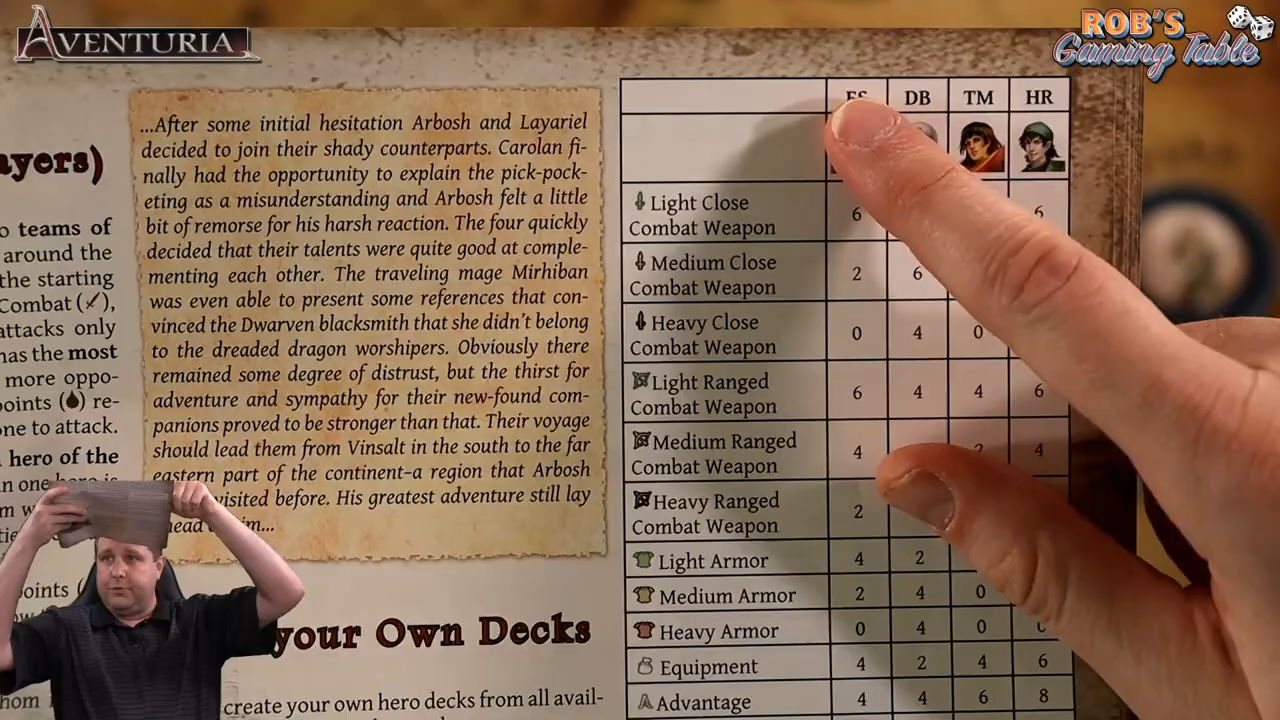 AVENTURIA
ROB'S
Gaming Table
ayers)
o teams of
around the
the starting
Combat ( ),
attacks only
has the most
more oppo-
points ( ) re-
one to attack.
hero of the
in one hero is
points (
...After some initial hesitation Arbosh and Layariel
decided to join their shady counterparts. Carolan fi-
nally had the opportunity to explain the pick-pock-
eting as a misunderstanding and Arbosh felt a little
bit of remorse for his harsh reaction. The four quickly
decided that their talents were quite good at comple-
menting each other. The traveling mage Mirhiban
was even able to present some references that con-
vinced the Dwarven blacksmith that she didn't belong
to the dreaded dragon worshipers. Obviously there
remained some degree of distrust, but the thirst for
adventure and sympathy for their new-found com-
panions proved to be stronger than that. Their voyage
should lead them from Vinsalt in the south to the far
eastern part of the continent–a region that Arbosh
visited before. His greatest adventure still lay
your Own Decks
create your own hero decks from all avail-
ES DB TM HR
Light Close
Combat Weapon 6 6
Medium Close
Combat Weapon 2 6
Heavy Close
Combat Weapon 0 4 0
Light Ranged
Combat Weapon 6 4 4 6
Medium Ranged
Combat Weapon 4 2 4
Heavy Ranged
Combat Weapon 2
Light Armor 4 2
Medium Armor 2 4 0
Heavy Armor 0 4 0
Equipment 4 2 4 6
Advantage 4 4 6 8